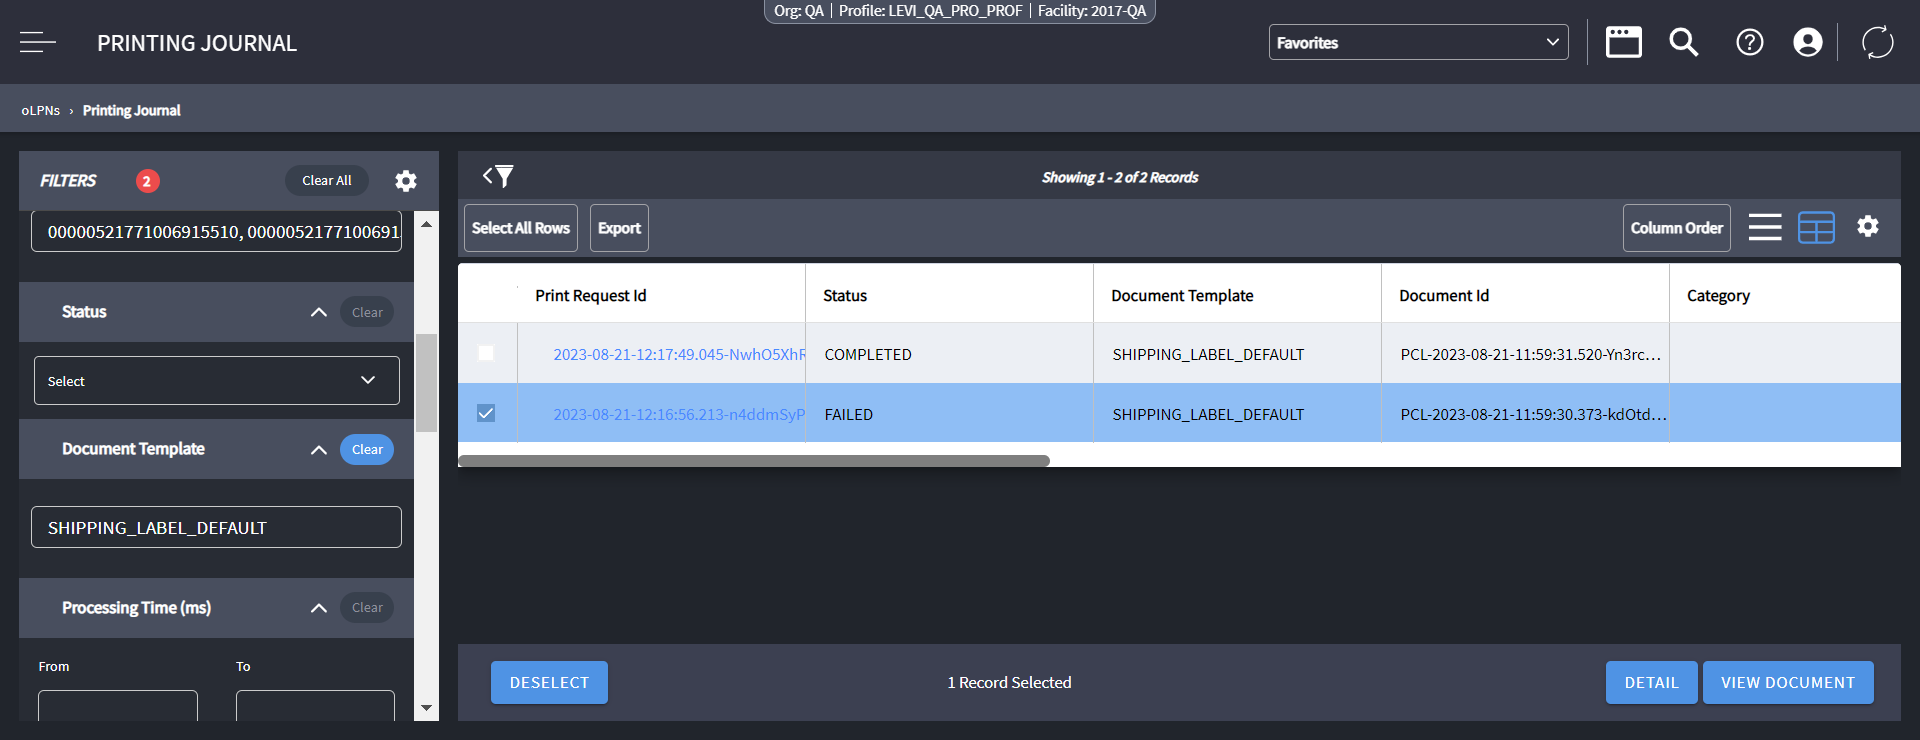 Org: QA | Profile: LEVI_QA_PRO_PROF | Facility: 2017-QA
PRINTING JOURNAL
Favorites
oLPNs › Printing Journal
FILTERS 2 Clear All
00000521771006915510, 0000052177100691
Status Clear
Select
Document Template Clear
SHIPPING_LABEL_DEFAULT
Processing Time (ms) Clear
From To
Showing 1 - 2 of 2 Records
Select All Rows Export Column Order
Print Request Id Status Document Template Document Id Category
2023-08-21-12:17:49.045-NwhO5XhR COMPLETED SHIPPING_LABEL_DEFAULT PCL-2023-08-21-11:59:31.520-Yn3rc...
2023-08-21-12:16:56.213-n4ddmSyP FAILED SHIPPING_LABEL_DEFAULT PCL-2023-08-21-11:59:30.373-kdOtd...
DESELECT 1 Record Selected DETAIL VIEW DOCUMENT